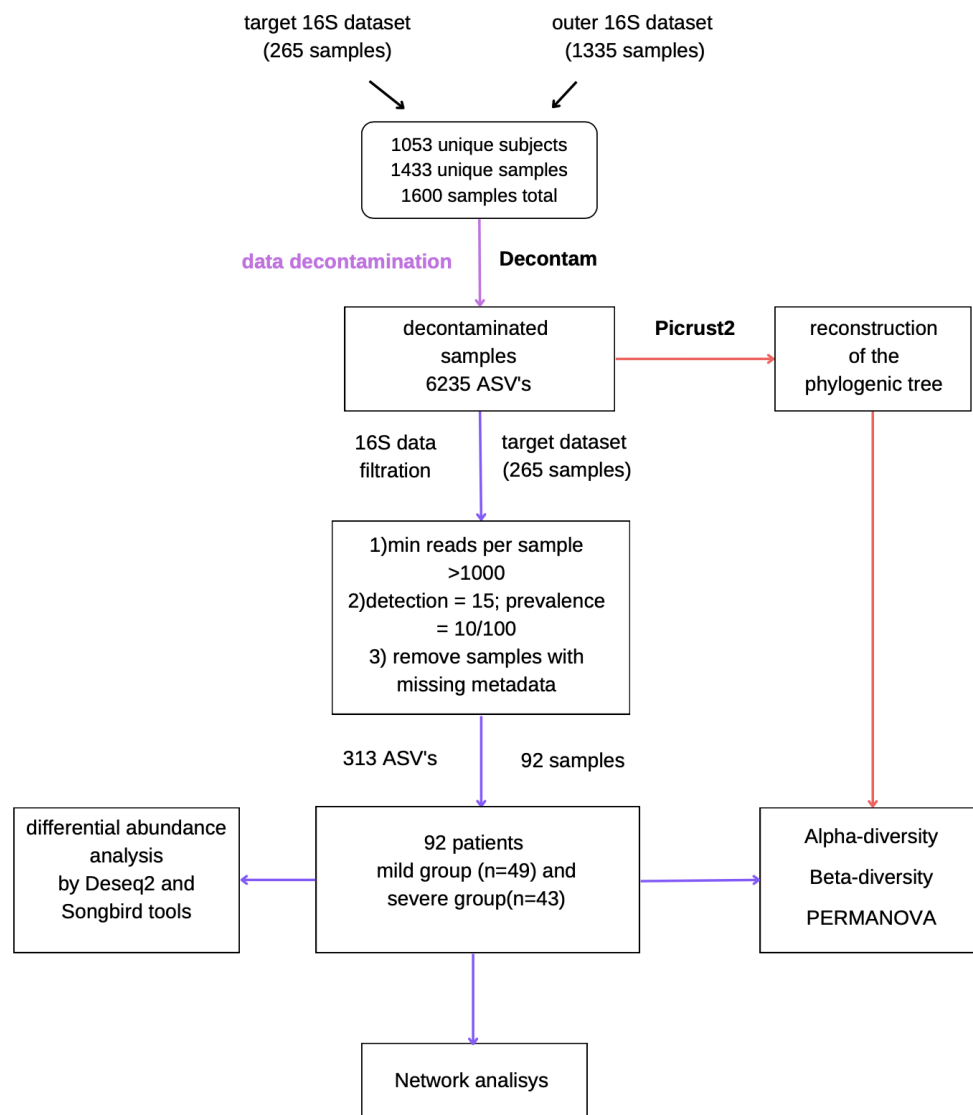 target 16S dataset
(265 samples)
outer 16S dataset
(1335 samples)
1053 unique subjects
1433 unique samples
1600 samples total
data decontamination
Decontam
decontaminated
samples
6235 ASV's
Picrust2
reconstruction
of the
phylogenic tree
16S data
filtration
target dataset
(265 samples)
1)min reads per sample
>1000
2)detection = 15; prevalence
= 10/100
3) remove samples with
missing metadata
313 ASV's
92 samples
differential abundance
analysis
by Deseq2 and
Songbird tools
92 patients
mild group (n=49) and
severe group(n=43)
Alpha-diversity
Beta-diversity
PERMANOVA
Network analisys